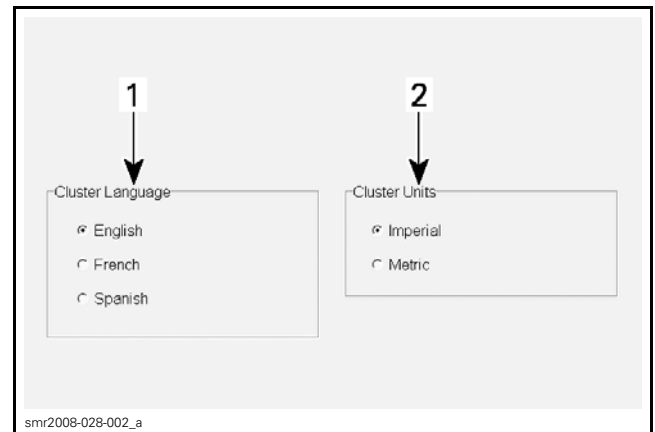 1
2
Cluster Language
English
French
Spanish
Cluster Units
Imperial
Metric
smr2008-028-002_a